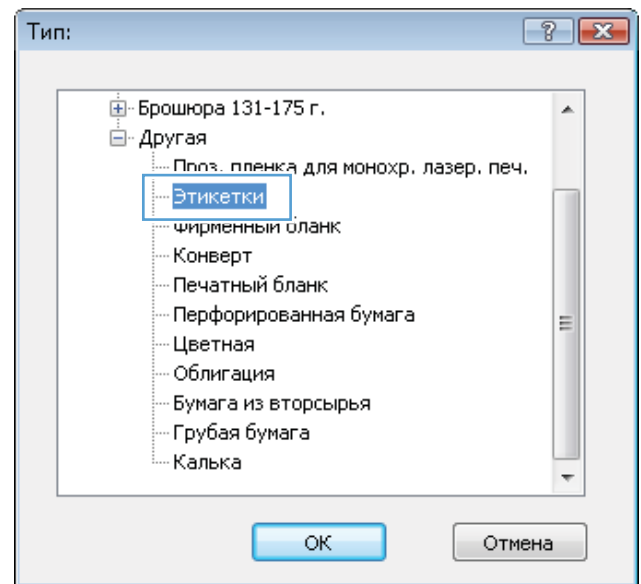 Тип:
Брошюра 131-175 г.
Другая
Проз. пленка для монохр. лазер. печ.
Этикетки
Фирменный бланк
Конверт
Печатный бланк
Перфорированная бумага
Цветная
Облигация
Бумага из вторсырья
Грубая бумага
Калька
ОК
Отмена